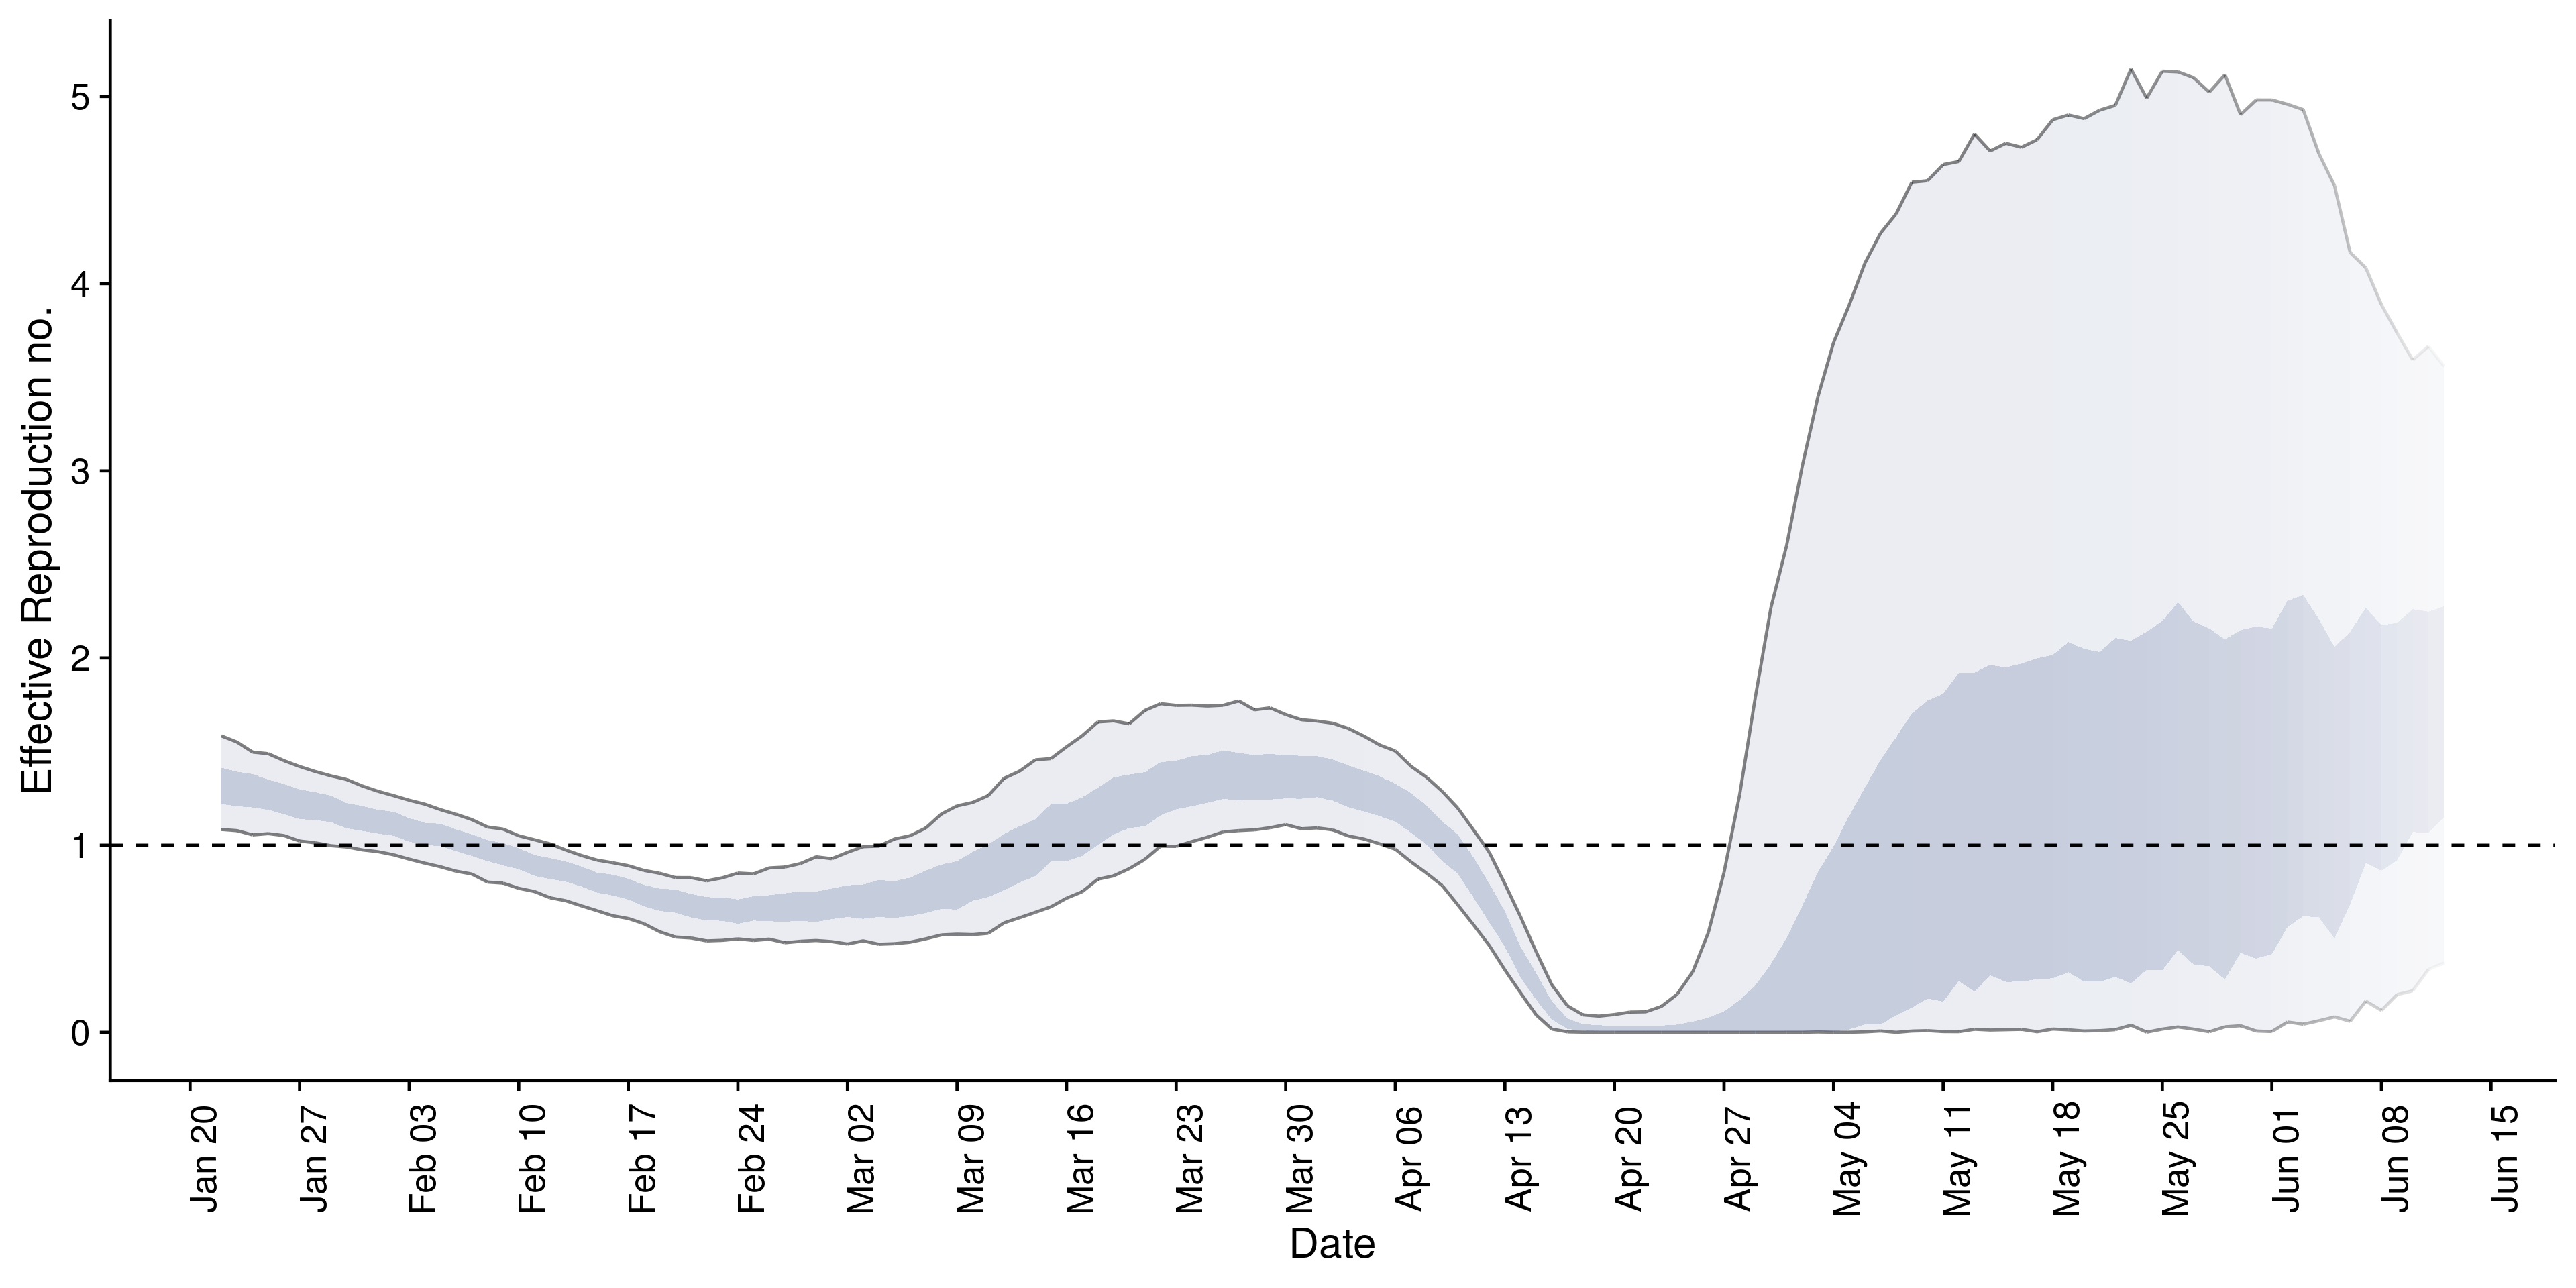 Effective Reproduction no.
5
4
3
2
1
0
Jan 20
Jan 27
Feb 03
Feb 10
Feb 17
Feb 24
Mar 02
Mar 09
Mar 16
Mar 23
Mar 30
Apr 06
Apr 13
Apr 20
Apr 27
May 04
May 11
May 18
May 25
Jun 01
Jun 08
Jun 15
Date